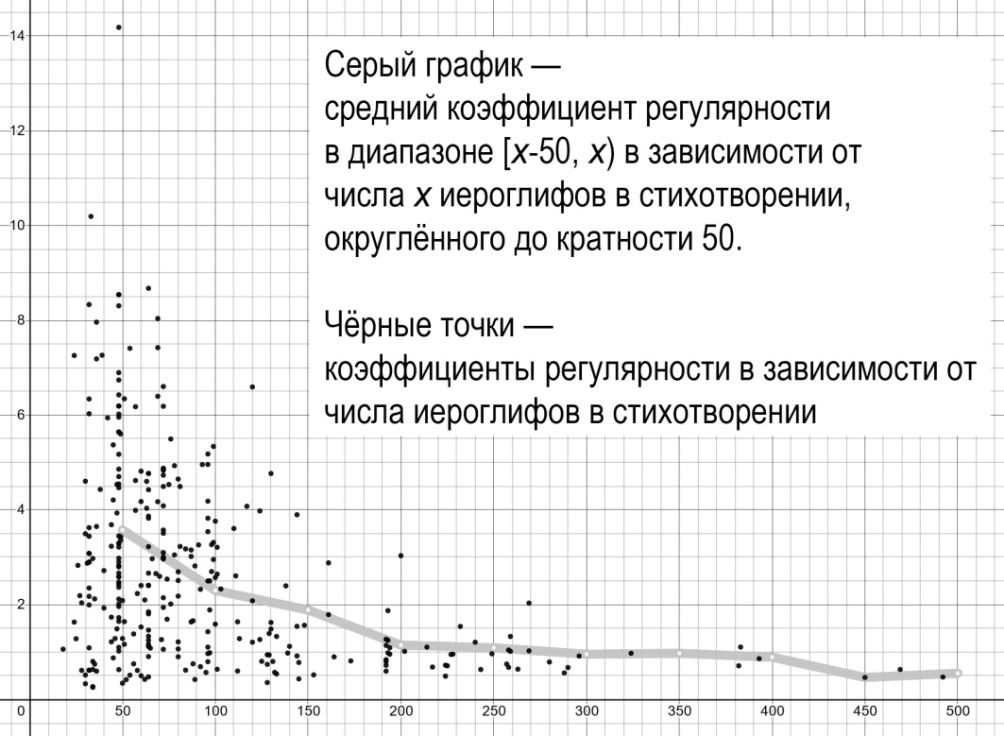 14
12
10
8
6
4
2
0 50 100 150 200 250 300 350 400 450 500
Серый график —
средний коэффициент регулярности
в диапазоне [x-50, x) в зависимости от
числа x иероглифов в стихотворении,
округлённого до кратности 50.
Чёрные точки —
коэффициенты регулярности в зависимости от
числа иероглифов в стихотворении